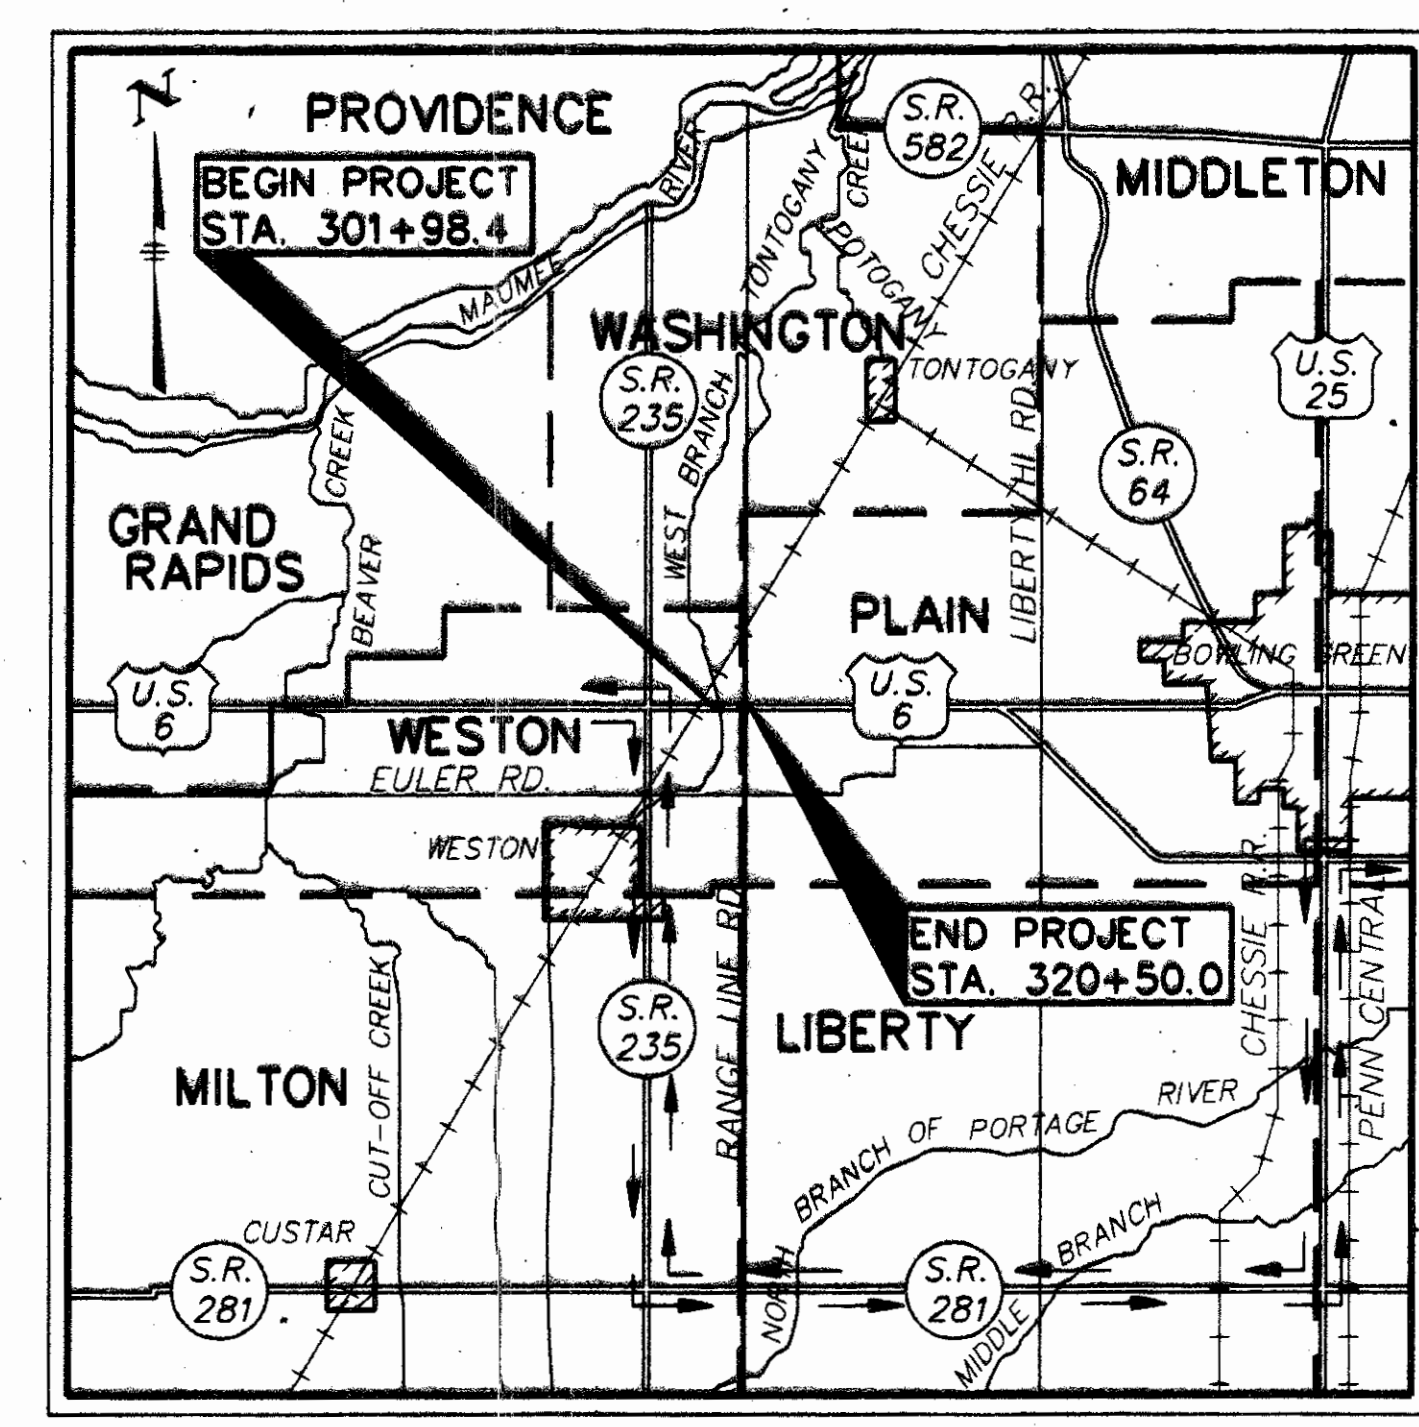 N
PROVIDENCE
S.R.
582
CHESSIE R.R.
MIDDLETON
BEGIN PROJECT
STA. 301+98.4
MAUMEE RIVER
TONTOGANY CREEK
POTOGANY
WASHINGTON
TONTOGANY
S.R.
235
U.S.
25
WEST BRANCH
LIBERTY HI RD.
S.R.
64
GRAND
RAPIDS
BEAVER CREEK
PLAIN
BOWLING GREEN
U.S.
6
U.S.
6
WESTON
EULER RD.
WESTON
END PROJECT
STA. 320+50.0
RANGE LINE RD.
CHESSIE R.R.
PENN CENTRAL
S.R.
235
LIBERTY
MILTON
CUT-OFF CREEK
NORTH BRANCH OF PORTAGE RIVER
MIDDLE BRANCH
CUSTAR
S.R.
281
S.R.
281